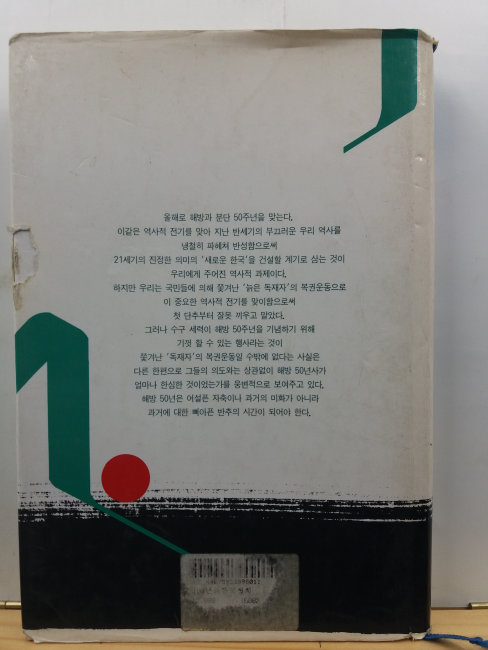 올해로 해방과 분단 50주년을 맞는다.
이같은 역사적 전기를 맞아 지난 반세기의 부끄러운 우리 역사를
냉철히 파헤쳐 반성함으로써
21세기의 진정한 의미의 '새로운 한국'을 건설할 계기로 삼는 것이
우리에게 주어진 역사적 과제이다.
하지만 우리는 국민들에 의해 쫓겨난 '늙은 독재자'의 복권운동으로
이 중요한 역사적 전기를 맞이함으로써
첫 단추부터 잘못 끼우고 말았다.
그러나 수구 세력이 해방 50주년을 기념하기 위해
기껏 할 수 있는 행사라는 것이
쫓겨난 '독재자'의 복권운동일 수밖에 없다는 사실은
다른 한편으로 그들의 의도와는 상관없이 해방 50년사가
얼마나 한심한 것이었는가를 웅변적으로 보여주고 있다.
해방 50년은 어설픈 자축이나 과거의 미화가 아니라
과거에 대한 뼈아픈 반추의 시간이 되어야 한다.